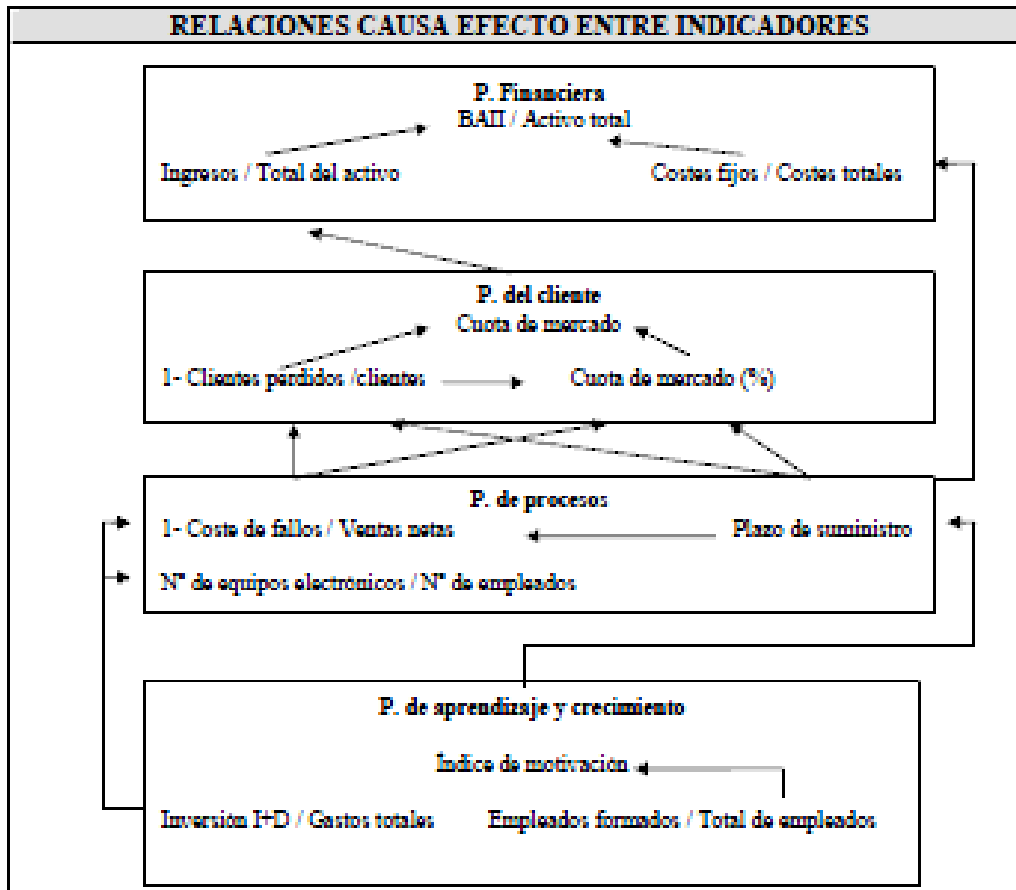 RELACIONES CAUSA EFECTO ENTRE INDICADORES
P. Financiera
BAII / Activo total
Ingresos / Total del activo
Costes fijos / Costes totales
P. del cliente
Cuota de mercado
1- Clientes perdidos /clientes
Cuota de mercado (%)
P. de procesos
1- Coste de fallos / Ventas netas
Plazo de suministro
Nº de equipos electrónicos / Nº de empleados
P. de aprendizaje y crecimiento
Índice de motivación
Inversión I+D / Gastos totales
Empleados formados / Total de empleados